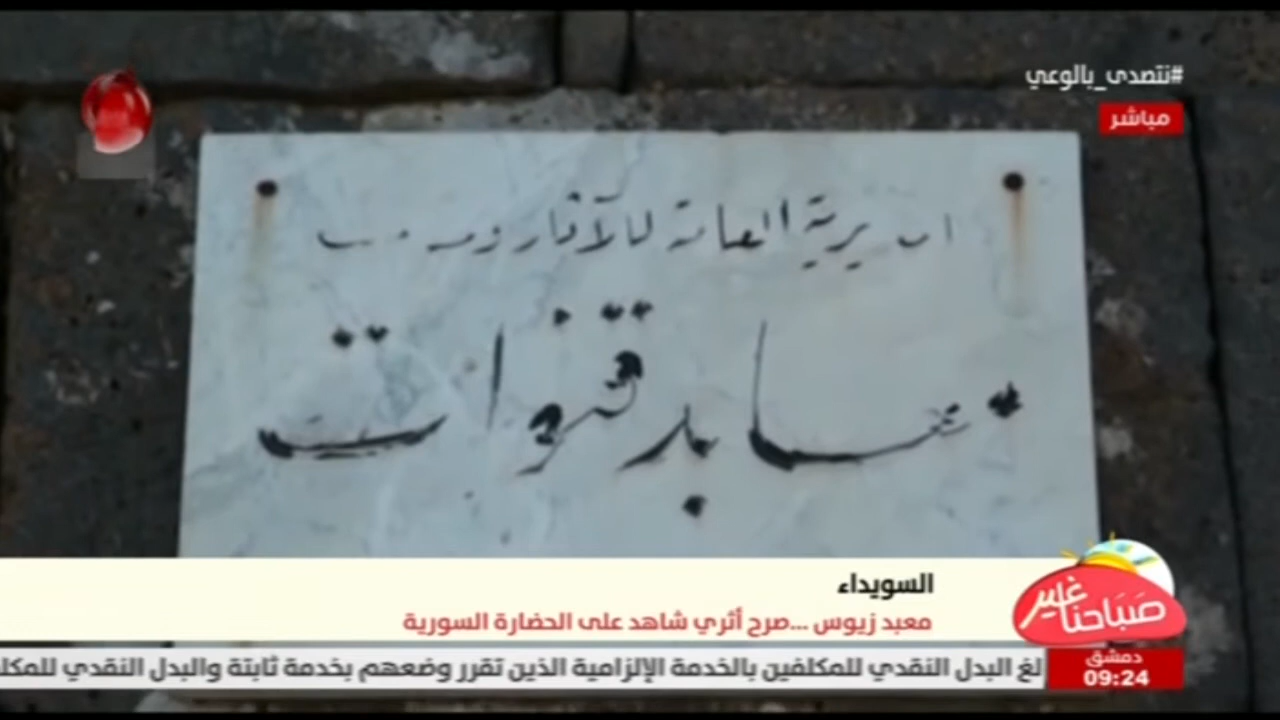 #نتصدى_بالوعي
مباشر
المديرية العامة للآثار
معابد قنوات
السويداء
معبد زيوس ...صرح أثري شاهد على الحضارة السورية
صباحنا غير
لغ البدل النقدي للمكلفين بالخدمة الإلزامية الذين تقرر وضعهم بخدمة ثابتة والبدل النقدي للمكل
دمشق
09:24